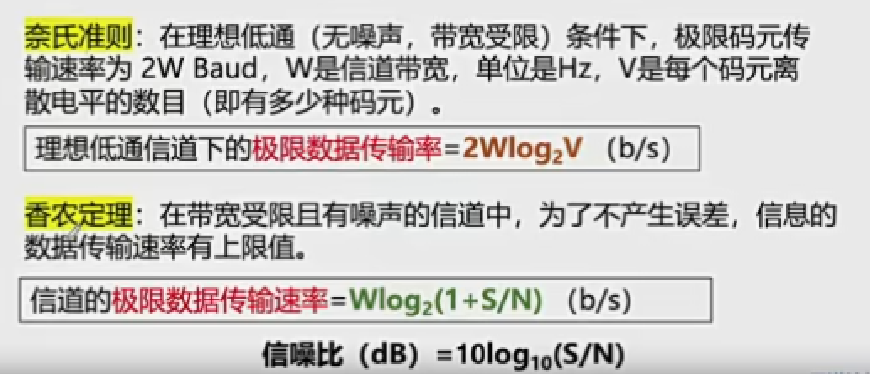 奈氏准则：在理想低通（无噪声，带宽受限）条件下，极限码元传
输速率为 2W Baud，W是信道带宽，单位是Hz，V是每个码元离
散电平的数目（即有多少种码元）。
理想低通信道下的极限数据传输率=2Wlog₂V （b/s）
香农定理：在带宽受限且有噪声的信道中，为了不产生误差，信息的
数据传输速率有上限值。
信道的极限数据传输速率=Wlog₂(1+S/N) （b/s）
信噪比（dB）=10log₁₀(S/N)